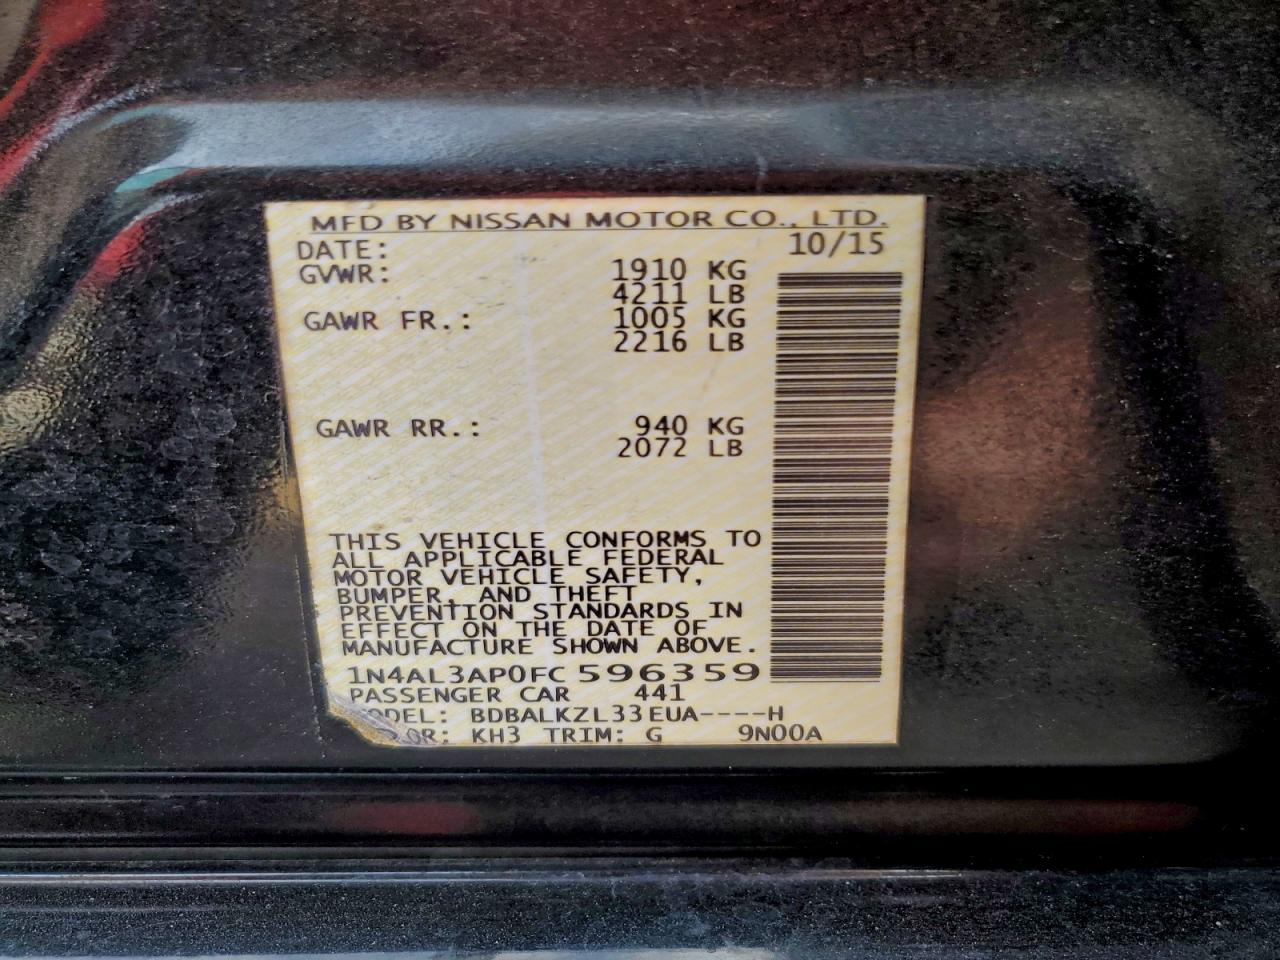 MFD BY NISSAN MOTOR CO., LTD.
DATE: 10/15
GVWR: 1910 KG
4211 LB
GAWR FR.: 1005 KG
2216 LB
GAWR RR.: 940 KG
2072 LB
THIS VEHICLE CONFORMS TO
ALL APPLICABLE FEDERAL
MOTOR VEHICLE SAFETY,
BUMPER, AND THEFT
PREVENTION STANDARDS IN
EFFECT ON THE DATE OF
MANUFACTURE SHOWN ABOVE.
1N4AL3AP0FC596359
PASSENGER CAR 441
ODEL: BDBALKZL33EUA----H
OR: KH3 TRIM: G 9N00A